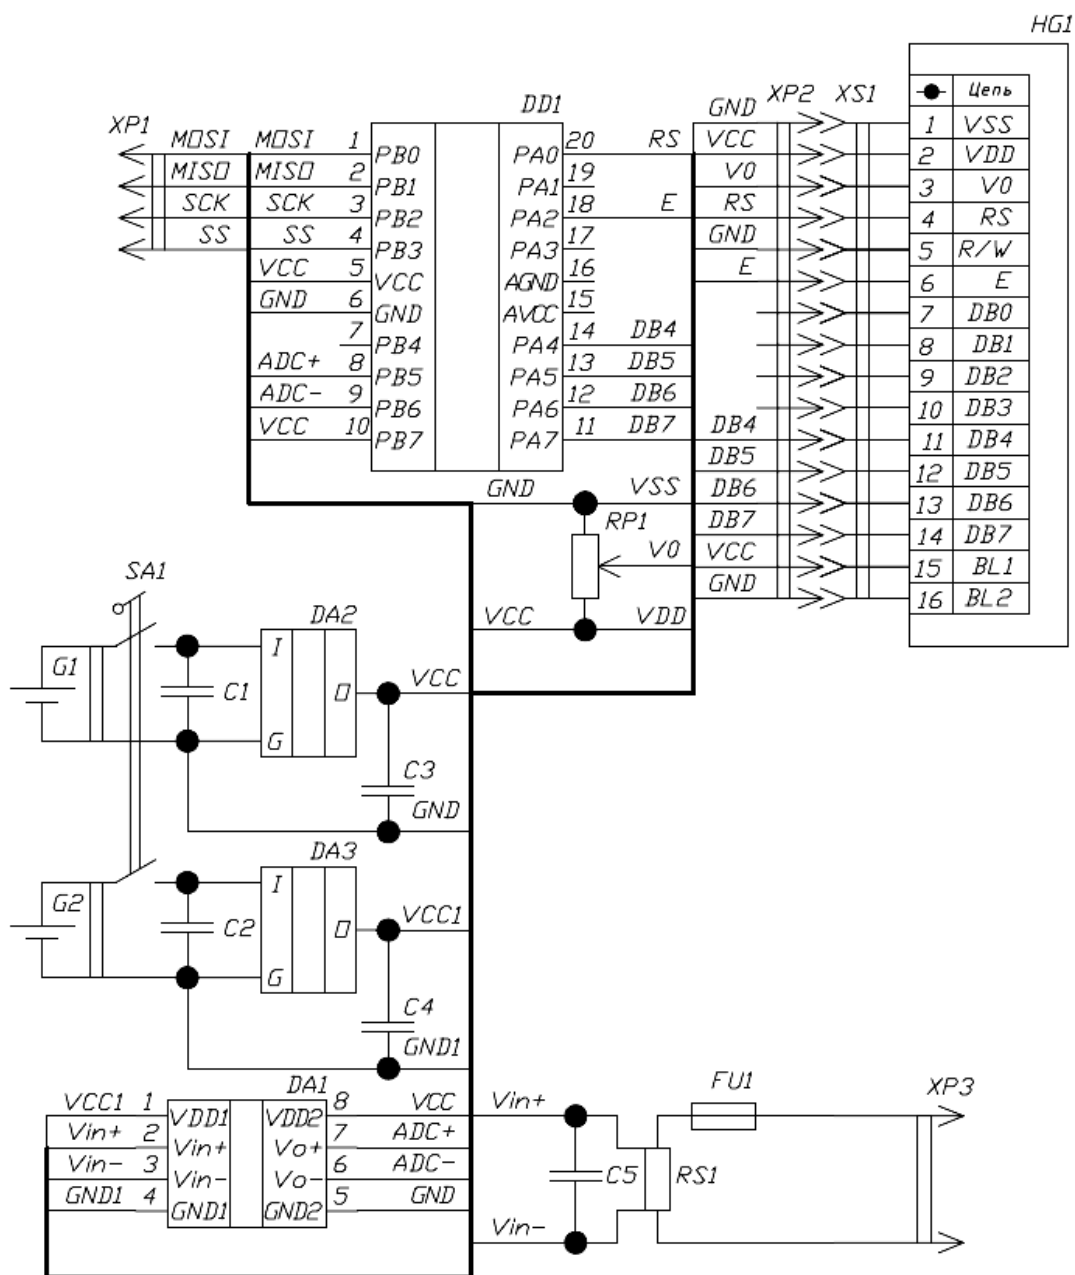 HG1
Цепь
1 VSS
2 VDD
3 V0
4 RS
5 R/W
6 E
7 DB0
8 DB1
9 DB2
10 DB3
11 DB4
12 DB5
13 DB6
14 DB7
15 BL1
16 BL2
XP2 XS1
GND
VCC
V0
RS
GND
E
DB4
DB5
DB6
DB7
VCC
GND
XP1
MOSI MOSI 1
MISO MISO 2
SCK SCK 3
SS SS 4
VCC 5
GND 6
7
ADC+ 8
ADC- 9
VCC 10
DD1
PB0 PA0
PB1 PA1
PB2 PA2
PB3 PA3
VCC AGND
GND AVCC
PB4 PA4
PB5 PA5
PB6 PA6
PB7 PA7
20 RS
19
18 E
17
16
15
14 DB4
13 DB5
12 DB6
11 DB7
GND VSS
RP1
V0
VCC VDD
SA1
G1
C1
DA2
I
O
G
VCC
C3
GND
G2
C2
DA3
I
O
G
VCC1
C4
GND1
DA1
VCC1 1 VDD1 VDD2 8 VCC
Vin+ 2 Vin+ Vo+ 7 ADC+
Vin- 3 Vin- Vo- 6 ADC-
GND1 4 GND1 GND2 5 GND
Vin+
Vin-
C5
RS1
FU1
XP3